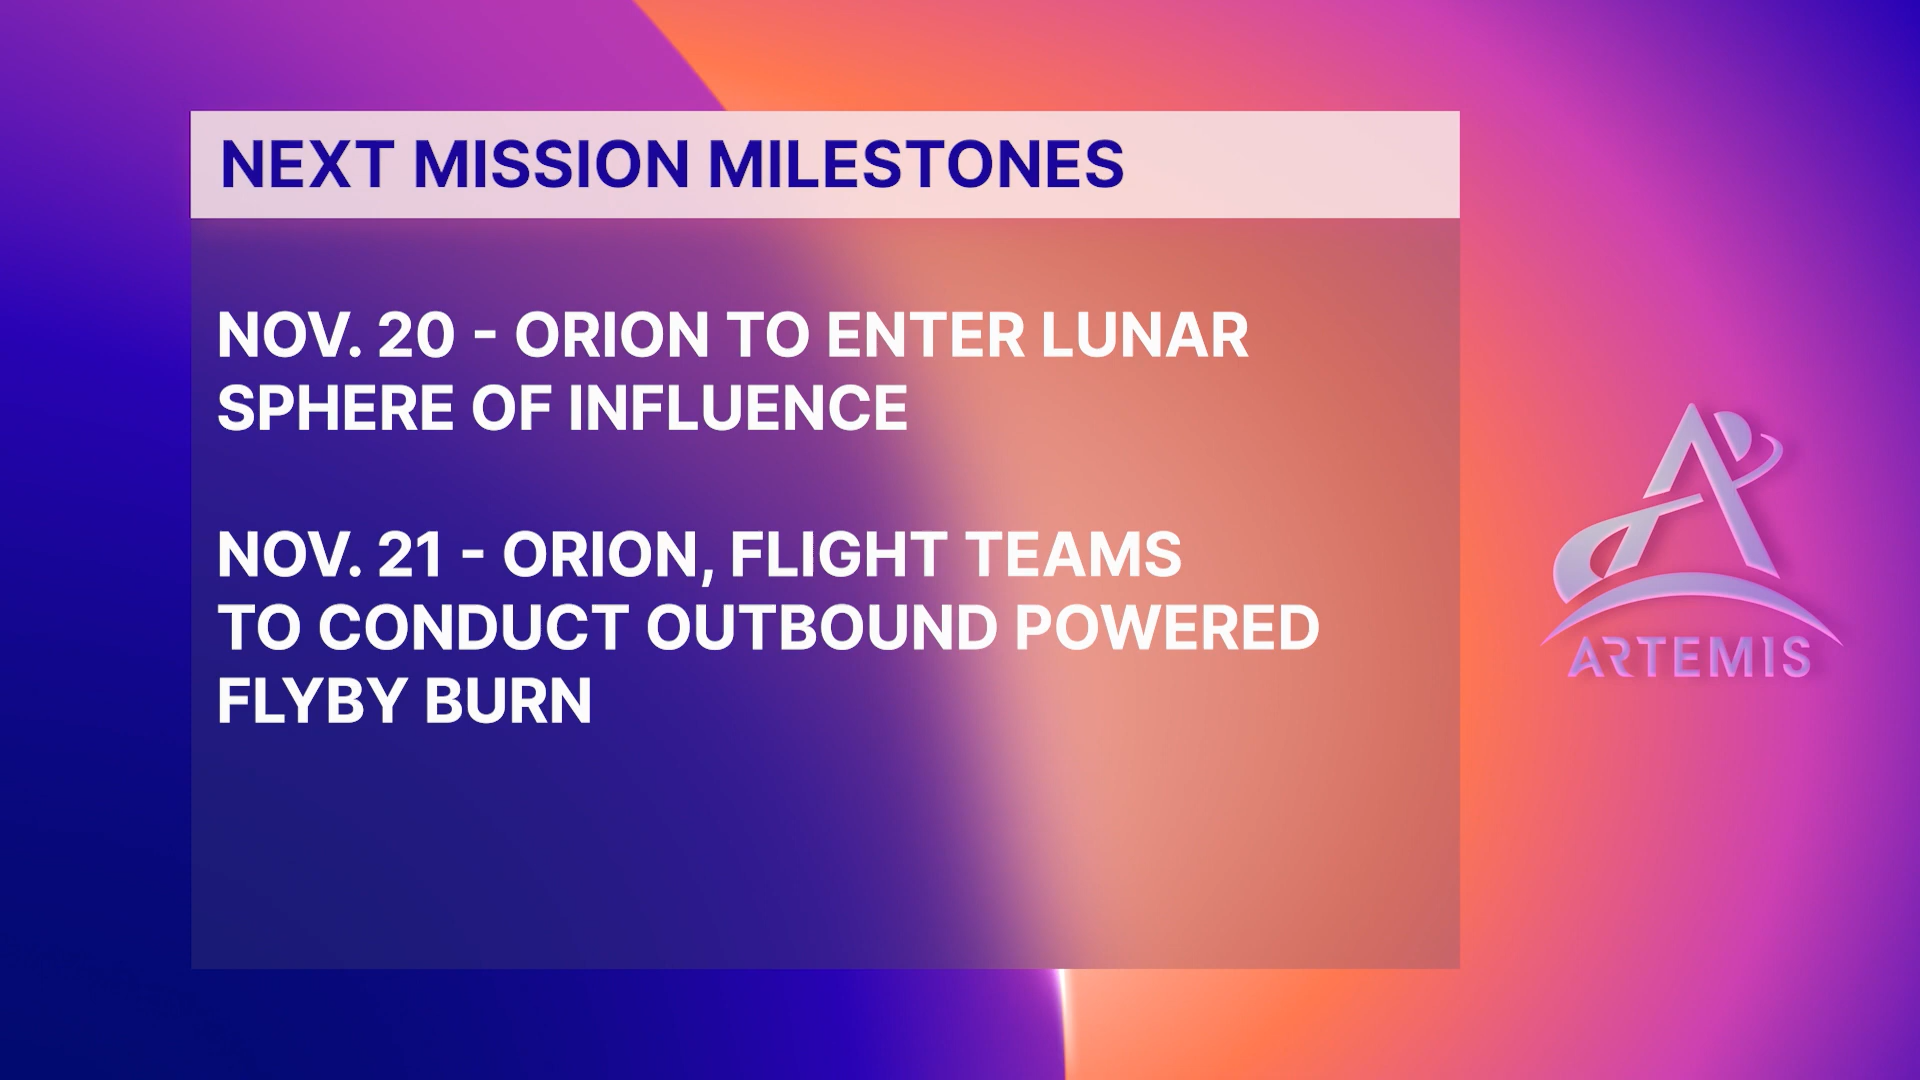 NEXT MISSION MILESTONES
NOV. 20 - ORION TO ENTER LUNAR
SPHERE OF INFLUENCE
NOV. 21 - ORION, FLIGHT TEAMS
TO CONDUCT OUTBOUND POWERED
FLYBY BURN
ARTEMIS